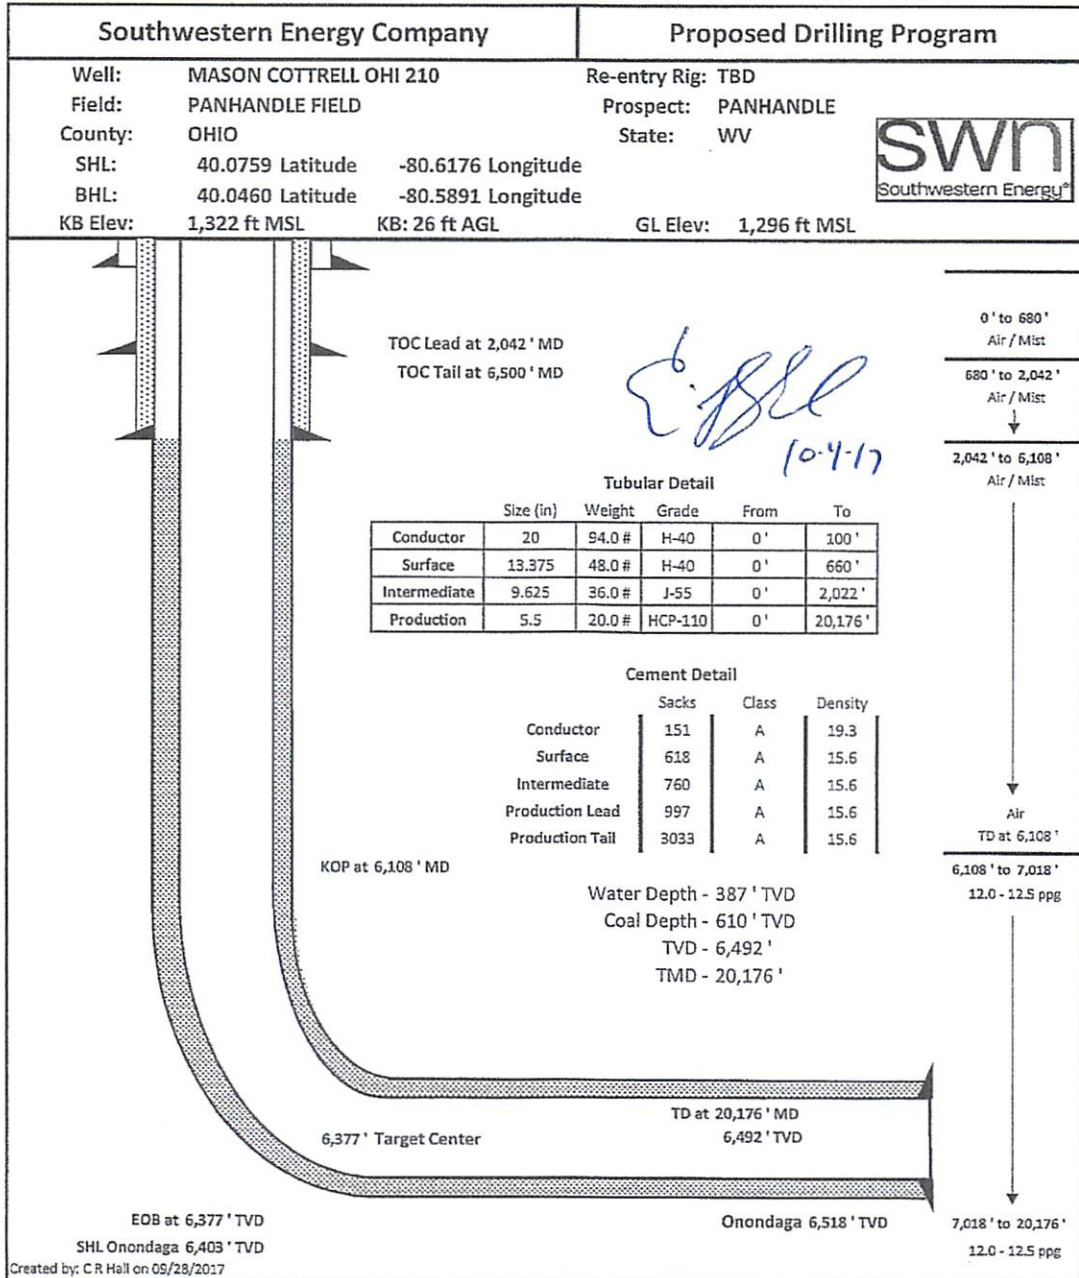 Southwestern Energy Company Proposed Drilling Program
Well: MASON COTTRELL OHI 210 Re-entry Rig: TBD
Field: PANHANDLE FIELD Prospect: PANHANDLE
County: OHIO State: WV
SHL: 40.0759 Latitude -80.6176 Longitude
BHL: 40.0460 Latitude -80.5891 Longitude
KB Elev: 1,322 ft MSL KB: 26 ft AGL GL Elev: 1,296 ft MSL
swn
Southwestern Energy®
TOC Lead at 2,042 ' MD
TOC Tail at 6,500 ' MD
10-4-17
0 ' to 680 '
Air / Mist
680 ' to 2,042 '
Air / Mist
2,042 ' to 6,108 '
Air / Mist
Tubular Detail
Size (in) Weight Grade From To
Conductor 20 94.0 # H-40 0 ' 100 '
Surface 13.375 48.0 # H-40 0 ' 660 '
Intermediate 9.625 36.0 # J-55 0 ' 2,022 '
Production 5.5 20.0 # HCP-110 0 ' 20,176 '
Cement Detail
Sacks Class Density
Conductor 151 A 19.3
Surface 618 A 15.6
Intermediate 760 A 15.6
Production Lead 997 A 15.6
Production Tail 3033 A 15.6
Air
TD at 6,108 '
6,108 ' to 7,018 '
12.0 - 12.5 ppg
KOP at 6,108 ' MD
Water Depth - 387 ' TVD
Coal Depth - 610 ' TVD
TVD - 6,492 '
TMD - 20,176 '
TD at 20,176 ' MD
6,492 ' TVD
6,377 ' Target Center
EOB at 6,377 ' TVD
SHL Onondaga 6,403 ' TVD
Onondaga 6,518 ' TVD
7,018 ' to 20,176 '
12.0 - 12.5 ppg
Created by: C R Hall on 09/28/2017